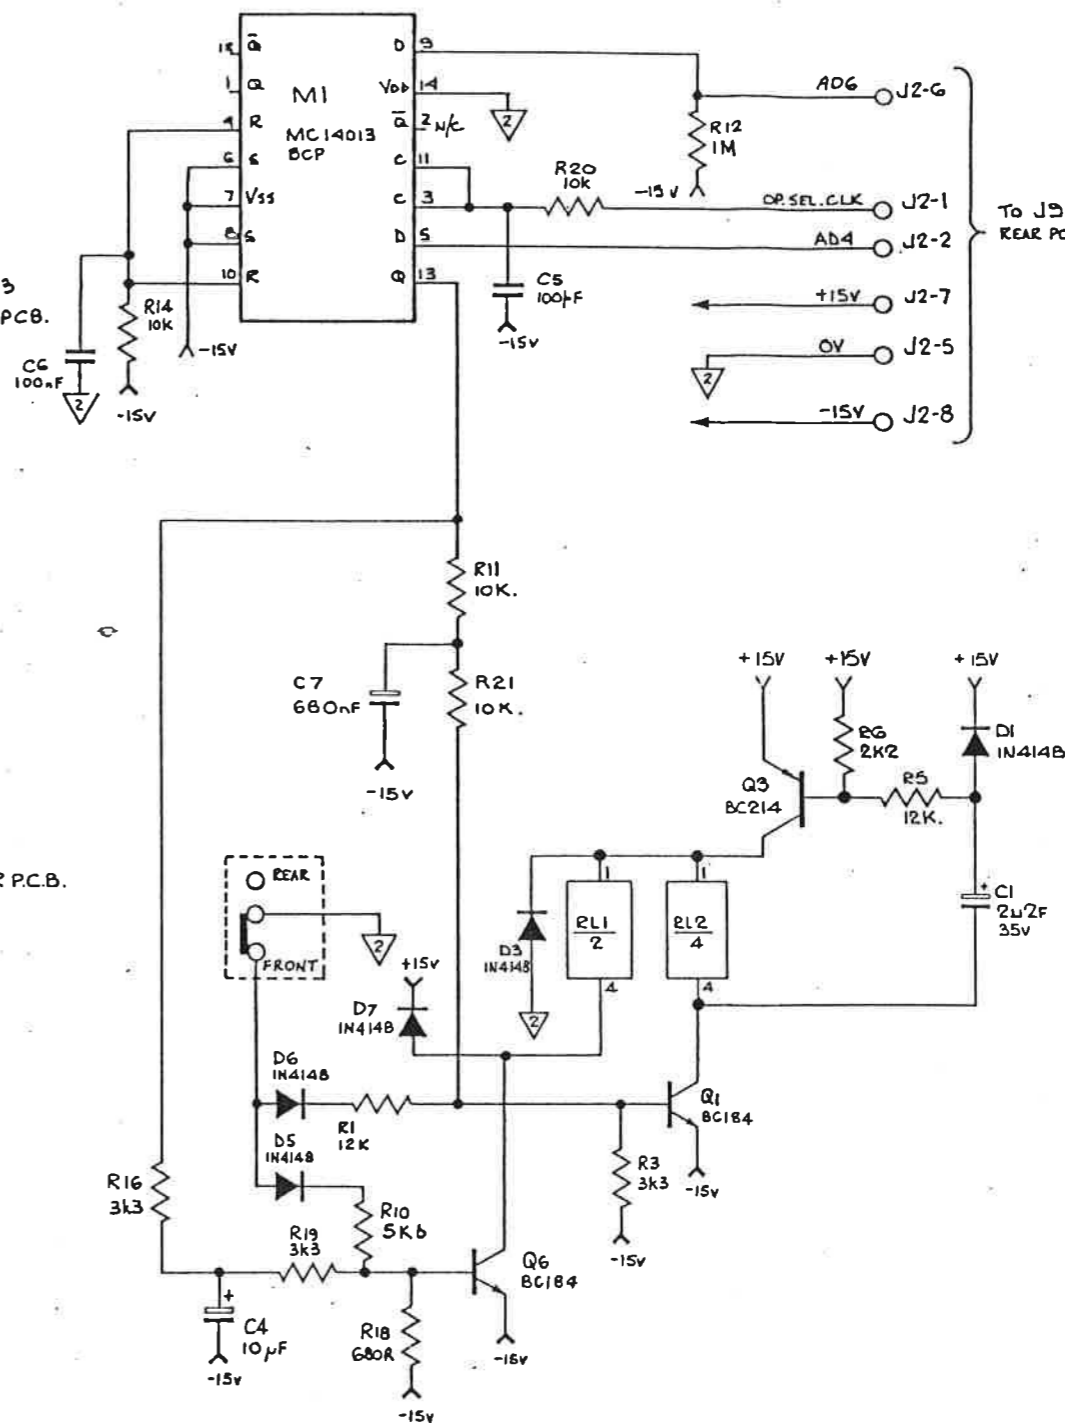 M1
MC14013
BCP
12 Q̅
1 Q
4 R
6 S
7 VSS
8 S
10 R
D 9
VDD 14
Q̅ 2 N/C
C 11
C 3
D 5
Q 13
2
R12
1M
-15V
AD6
J2-6
R20
10K
OP.SEL.CLK
J2-1
AD4
J2-2
+15V
J2-7
0V
J2-5
2
-15V
J2-8
TO J9
REAR PC
C5
100µF
-15V
3
PCB.
R14
10K
-15V
C6
100nF
2
-15V
R11
10K.
R21
10K.
C7
680nF
-15V
+15V
+15V
+15V
R6
2K2
D1
1N4148
Q3
BC214
R5
12K.
+
C1
2µ2F
35V
P.C.B.
REAR
FRONT
2
1
RL1
2
1
RL2
4
4
4
D3
1N4148
2
+15V
D7
1N4148
D6
1N4148
R1
12K
D5
1N4148
Q1
BC184
-15V
R3
3K3
-15V
R16
3K3
R19
3K3
R10
5K6
Q6
BC184
-15V
+
C4
10µF
-15V
R18
680R
-15V